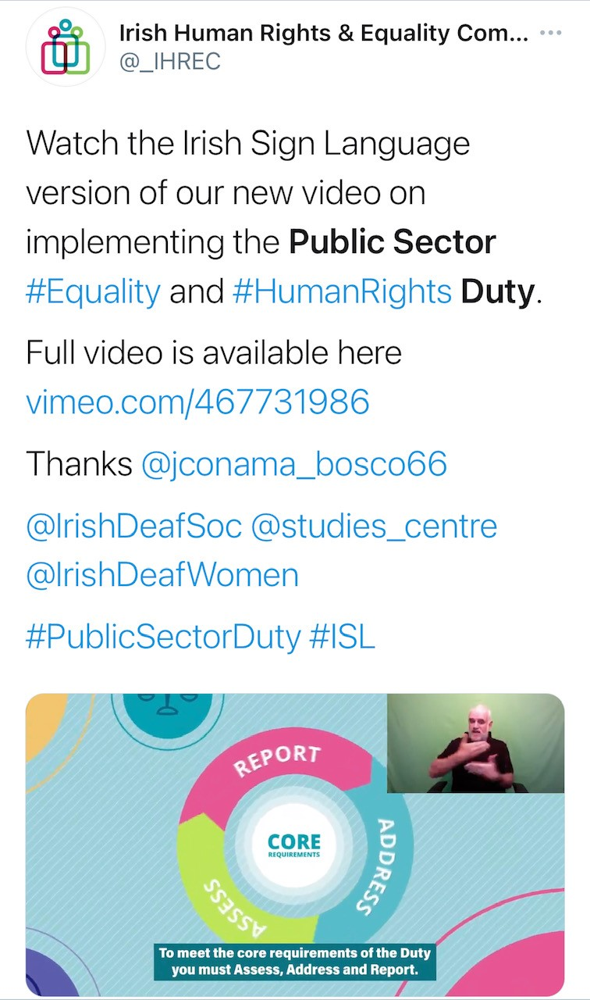 Irish Human Rights & Equality Com...
@_IHREC
Watch the Irish Sign Language
version of our new video on
implementing the Public Sector
#Equality and #HumanRights Duty.
Full video is available here
vimeo.com/467731986
Thanks @jconama_bosco66
@IrishDeafSoc @studies_centre
@IrishDeafWomen
#PublicSectorDuty #ISL
REPORT
ADDRESS
ASSESS
CORE
REQUIREMENTS
To meet the core requirements of the Duty
you must Assess, Address and Report.